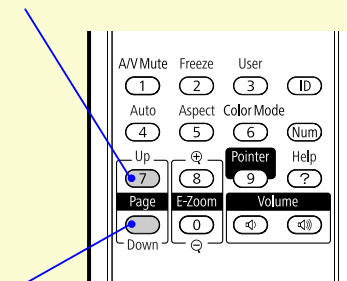 A/V Mute Freeze User
1 2 3 ID
Auto Aspect Color Mode
4 5 6 Num
Up Pointer Help
7 8 9 ?
Page E-Zoom Volume
0
Down